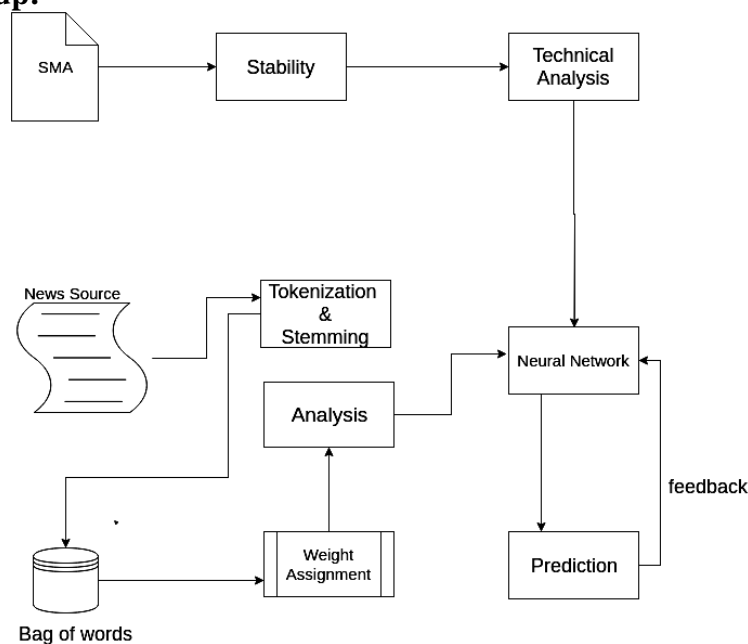 up.
SMA
Stability
Technical
Analysis
News Source
Tokenization
&
Stemming
Neural Network
Analysis
feedback
Weight
Assignment
Prediction
Bag of words